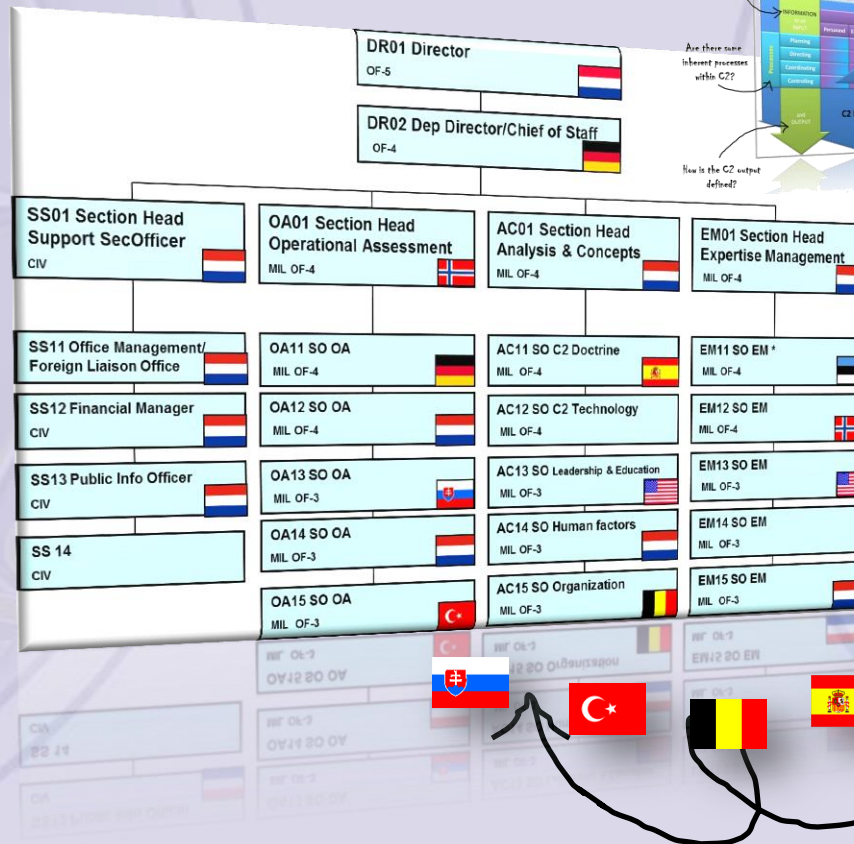 DR01 Director
OF-5
DR02 Dep Director/Chief of Staff
OF-4
INFORMATION
INPUT
Personnel
Processes
Planning
Directing
Coordinating
Controlling
and
OUTPUT
C2
Are there some
inherent processes
within C2?
How is the C2 output
defined?
SS01 Section Head
Support SecOfficer
CIV
SS11 Office Management/
Foreign Liaison Office
SS12 Financial Manager
CIV
SS13 Public Info Officer
CIV
SS 14
CIV
OA01 Section Head
Operational Assessment
MIL OF-4
OA11 SO OA
MIL OF-4
OA12 SO OA
MIL OF-4
OA13 SO OA
MIL OF-3
OA14 SO OA
MIL OF-3
OA15 SO OA
MIL OF-3
AC01 Section Head
Analysis & Concepts
MIL OF-4
AC11 SO C2 Doctrine
MIL OF-4
AC12 SO C2 Technology
MIL OF-4
AC13 SO Leadership & Education
MIL OF-3
AC14 SO Human factors
MIL OF-3
AC15 SO Organization
MIL OF-3
EM01 Section Head
Expertise Management
MIL OF-4
EM11 SO EM *
MIL OF-4
EM12 SO EM
MIL OF-4
EM13 SO EM
MIL OF-3
EM14 SO EM
MIL OF-3
EM15 SO EM
MIL OF-3